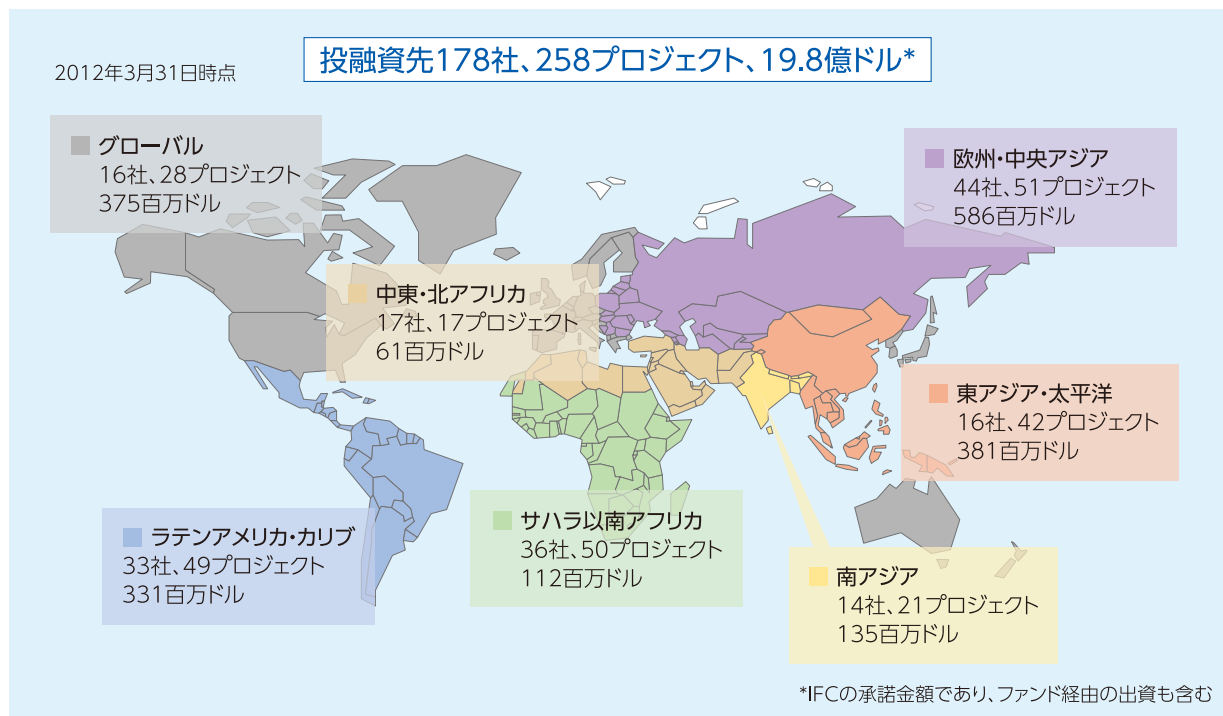 投融資先178社、258プロジェクト、19.8億ドル*
2012年3月31日時点
グローバル
16社、28プロジェクト
375百万ドル
欧州・中央アジア
44社、51プロジェクト
586百万ドル
中東・北アフリカ
17社、17プロジェクト
61百万ドル
東アジア・太平洋
16社、42プロジェクト
381百万ドル
ラテンアメリカ・カリブ
33社、49プロジェクト
331百万ドル
サハラ以南アフリカ
36社、50プロジェクト
112百万ドル
南アジア
14社、21プロジェクト
135百万ドル
*IFCの承諾金額であり、ファンド経由の出資も含む